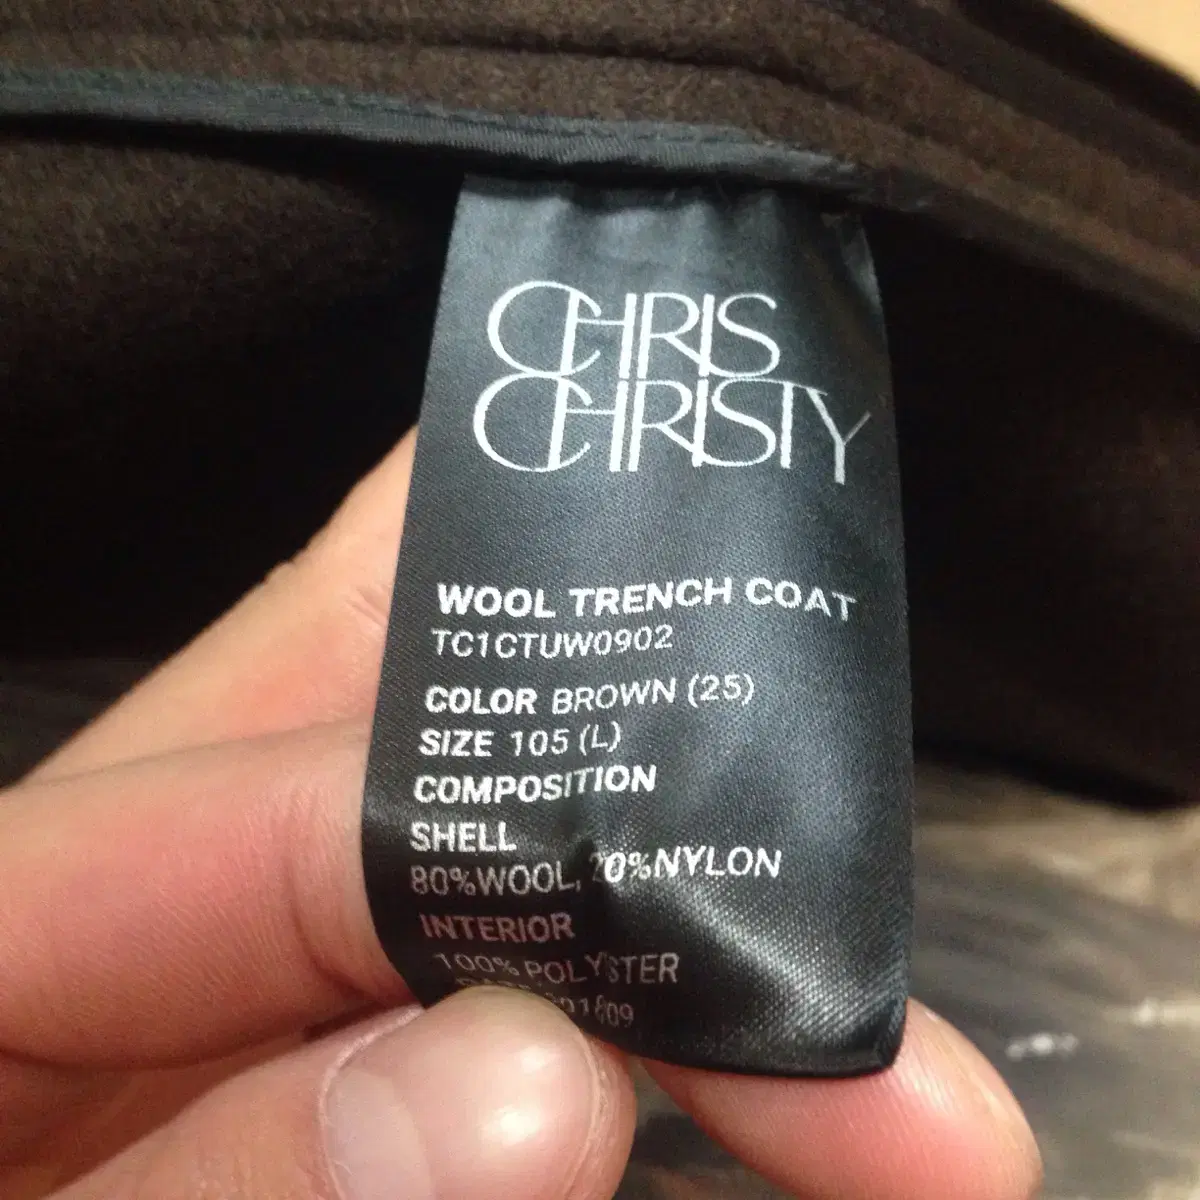 CHRIS
CHRISTY
WOOL TRENCH COAT
TC1CTUW0902
COLOR BROWN (25)
SIZE 105 (L)
COMPOSITION
SHELL
80%WOOL, 20%NYLON
INTERIOR
100% POLYSTER